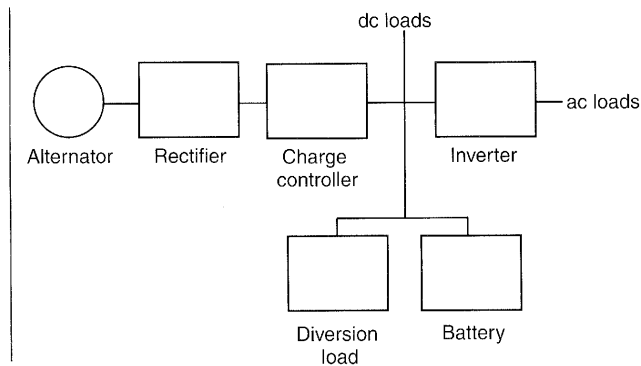 dc loads
ac loads
Alternator
Rectifier
Charge
controller
Inverter
Diversion
load
Battery